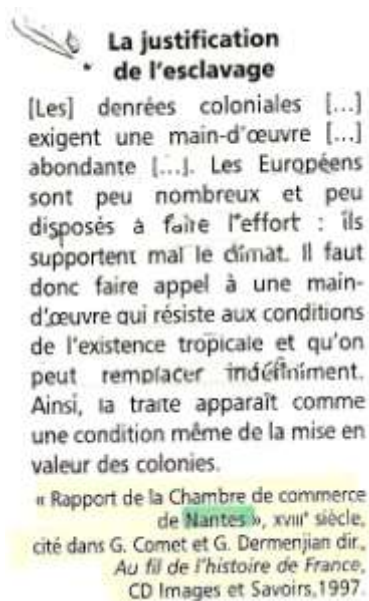 La justification
de l'esclavage
[Les] denrées coloniales [...]
exigent une main-d'œuvre [...]
abondante [...]. Les Européens
sont peu nombreux et peu
disposés à faire l'effort : ils
supportent mal le climat. Il faut
donc faire appel à une main-
d'œuvre qui résiste aux conditions
de l'existence tropicale et qu'on
peut remplacer indéfiniment.
Ainsi, la traite apparaît comme
une condition même de la mise en
valeur des colonies.
« Rapport de la Chambre de commerce
de Nantes », XVIIIe siècle,
cité dans G. Comet et G. Dermenjian dir.,
Au fil de l'histoire de France,
CD Images et Savoirs,1997.